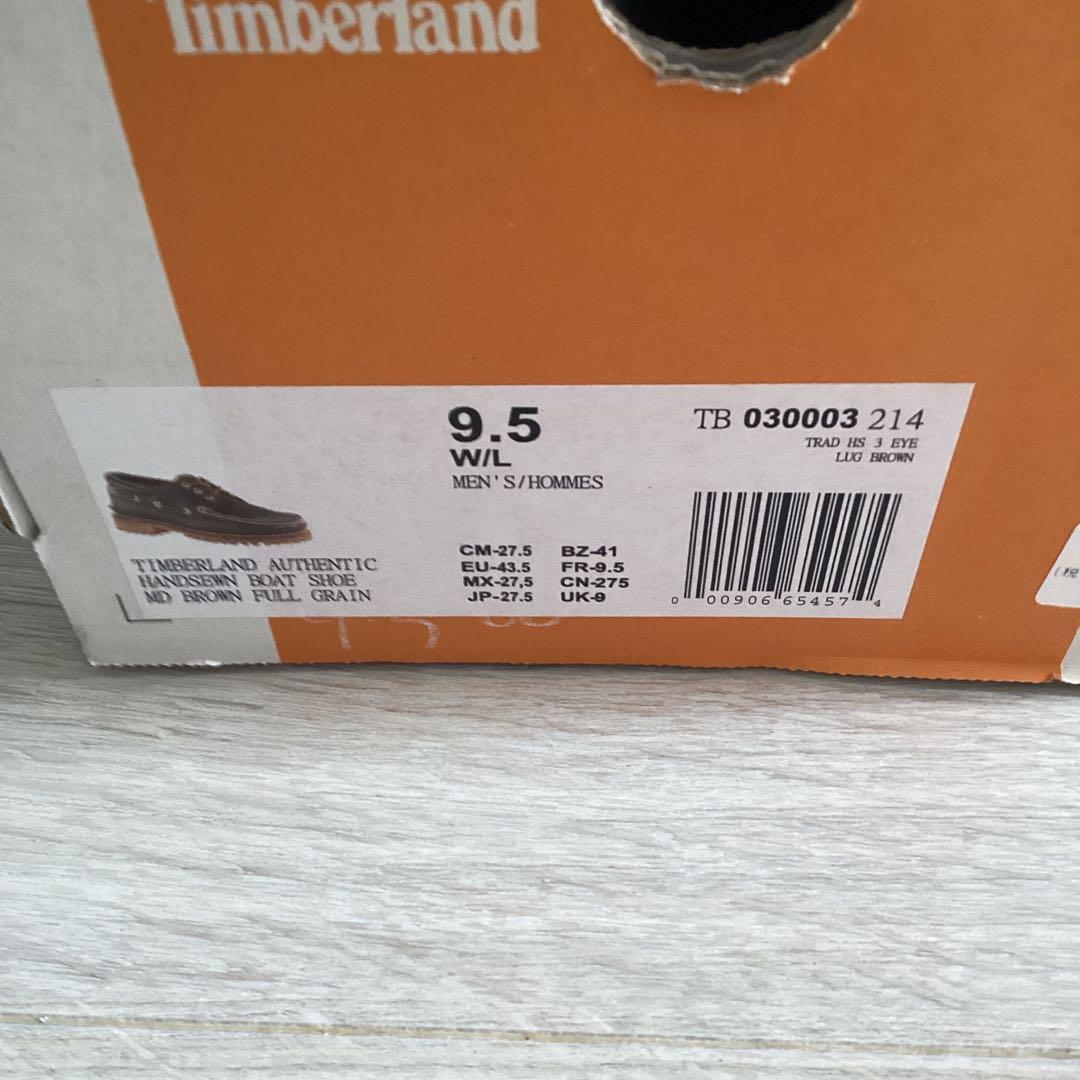 Timberland
9.5
W/L
MEN'S/HOMMES
TB 030003 214
TRAD HS 3 EYE
LUG BROWN
TIMBERLAND AUTHENTIC
HANDSEWN BOAT SHOE
MD BROWN FULL GRAIN
CM-27.5 BZ-41
EU-43.5 FR-9.5
MX-27,5 CN-275
JP-27.5 UK-9
0 00906 65457 4
(税